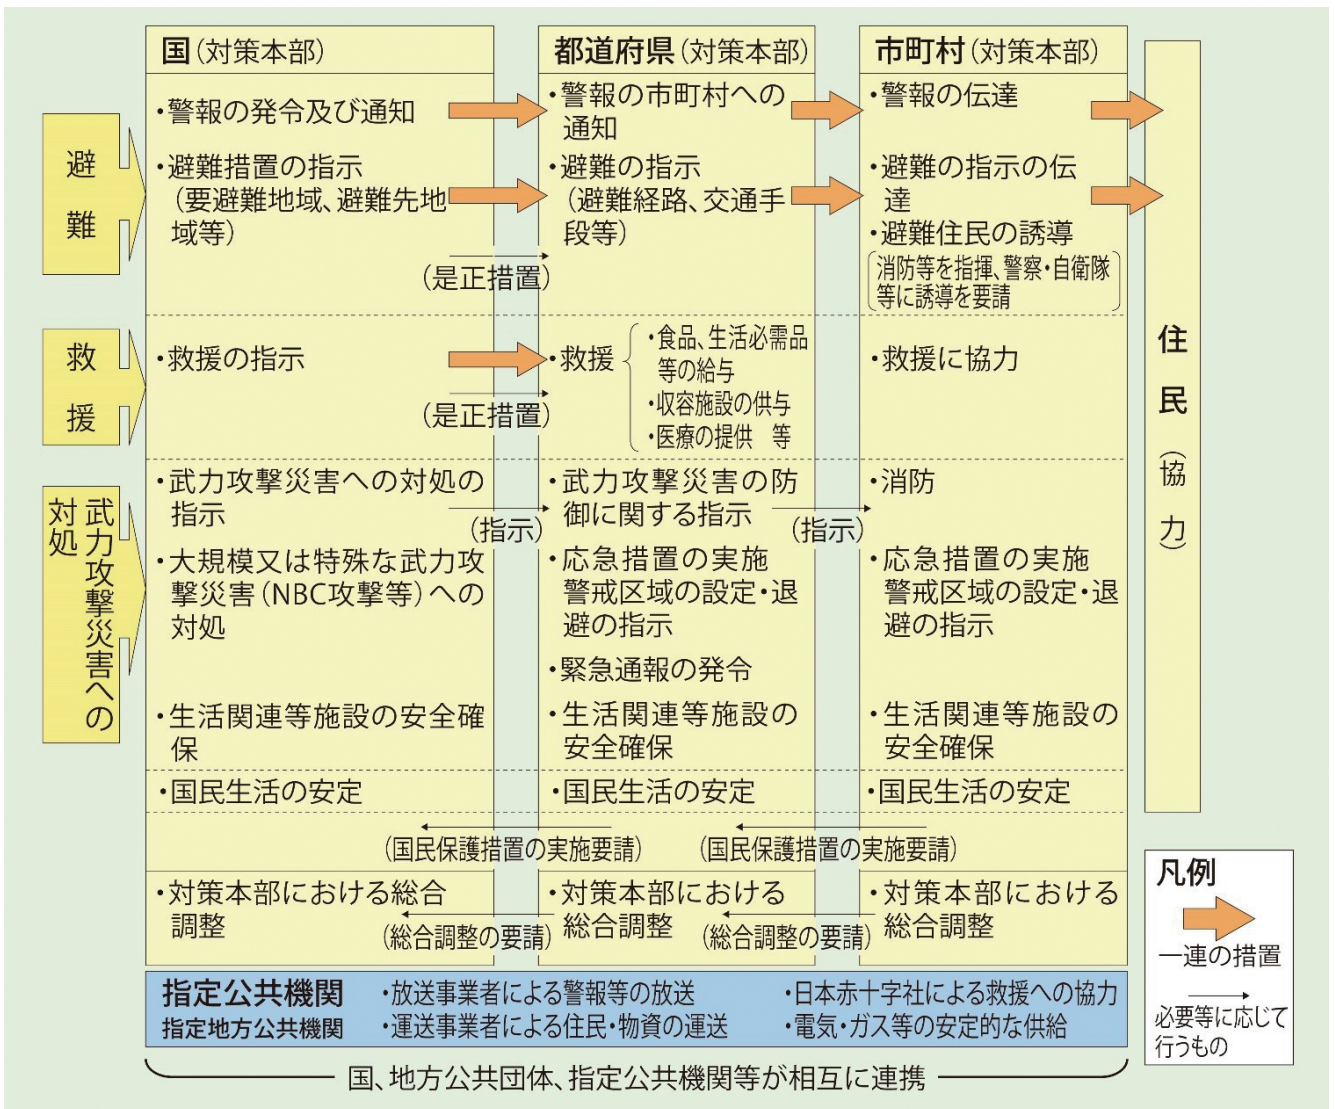 国(対策本部)
都道府県(対策本部)
市町村(対策本部)
避難
・警報の発令及び通知
・避難措置の指示
(要避難地域、避難先地
域等)
(是正措置)
・警報の市町村への
通知
・避難の指示
(避難経路、交通手
段等)
・警報の伝達
・避難の指示の伝
達
・避難住民の誘導
消防等を指揮、警察・自衛隊
等に誘導を要請
救援
・救援の指示
(是正措置)
・救援
・食品、生活必需品
等の給与
・収容施設の供与
・医療の提供 等
・救援に協力
武力攻撃災害への
対処
・武力攻撃災害への対処の
指示
(指示)
・大規模又は特殊な武力攻
撃災害(NBC攻撃等)への
対処
・生活関連等施設の安全確
保
・武力攻撃災害の防
御に関する指示
(指示)
・応急措置の実施
警戒区域の設定・退
避の指示
・緊急通報の発令
・生活関連等施設の
安全確保
・消防
・応急措置の実施
警戒区域の設定・退
避の指示
・生活関連等施設の
安全確保
・国民生活の安定
・国民生活の安定
・国民生活の安定
(国民保護措置の実施要請)
(国民保護措置の実施要請)
・対策本部における総合
調整
(総合調整の要請)
・対策本部における
総合調整
(総合調整の要請)
・対策本部における
総合調整
住民(協力)
凡例
一連の措置
必要等に応じて
行うもの
指定公共機関
指定地方公共機関
・放送事業者による警報等の放送
・運送事業者による住民・物資の運送
・日本赤十字社による救援への協力
・電気・ガス等の安定的な供給
国、地方公共団体、指定公共機関等が相互に連携